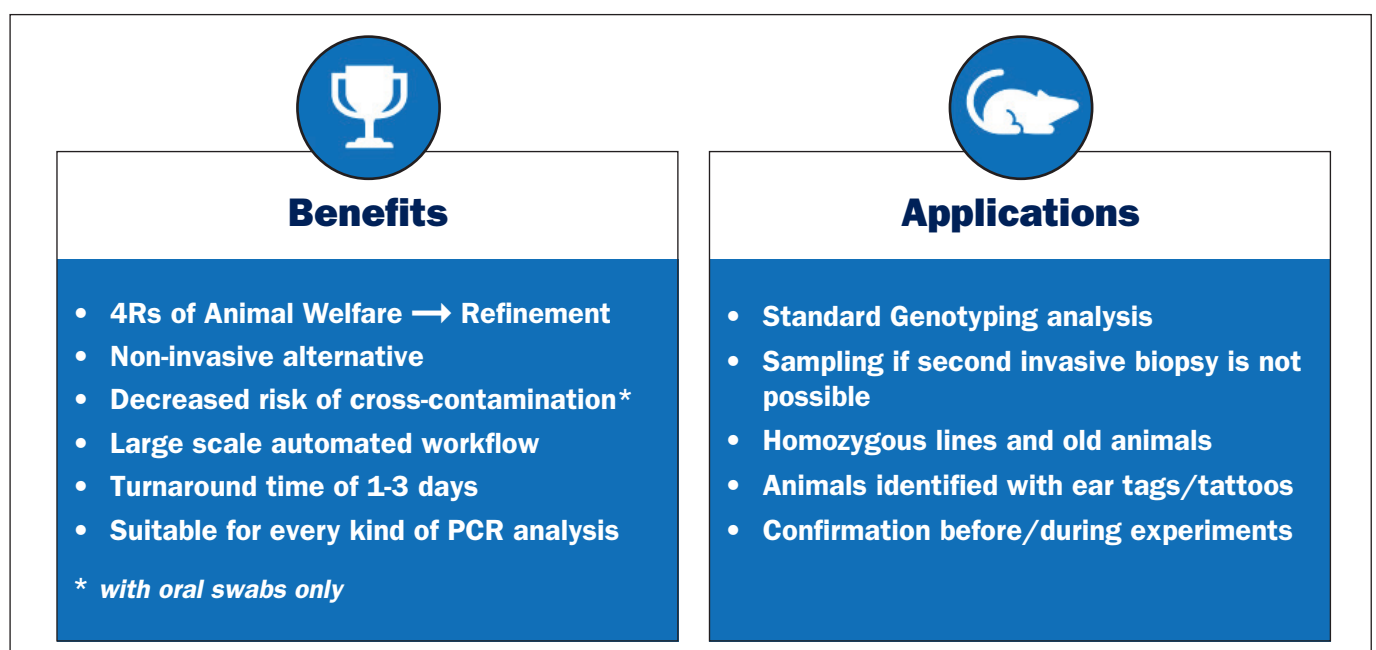 Benefits
• 4Rs of Animal Welfare → Refinement
• Non-invasive alternative
• Decreased risk of cross-contamination*
• Large scale automated workflow
• Turnaround time of 1-3 days
• Suitable for every kind of PCR analysis
* with oral swabs only
Applications
• Standard Genotyping analysis
• Sampling if second invasive biopsy is not
possible
• Homozygous lines and old animals
• Animals identified with ear tags/tattoos
• Confirmation before/during experiments